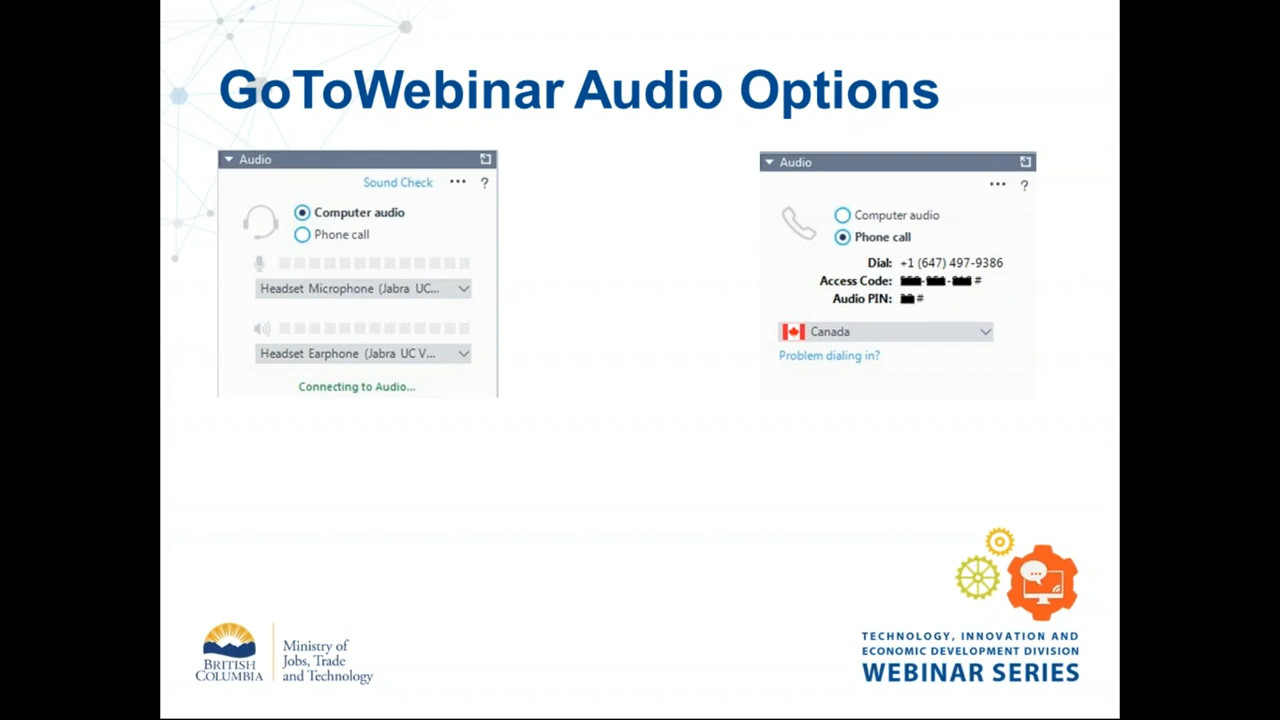 GoToWebinar Audio Options
Audio
Sound Check ••• ?
Computer audio
Phone call
Headset Microphone (Jabra UC...
Headset Earphone (Jabra UC V...
Connecting to Audio...
Audio
••• ?
Computer audio
Phone call
Dial: +1 (647) 497-9386
Access Code: - - #
Audio PIN: #
Canada
Problem dialing in?
BRITISH
COLUMBIA
Ministry of
Jobs, Trade
and Technology
TECHNOLOGY, INNOVATION AND
ECONOMIC DEVELOPMENT DIVISION
WEBINAR SERIES